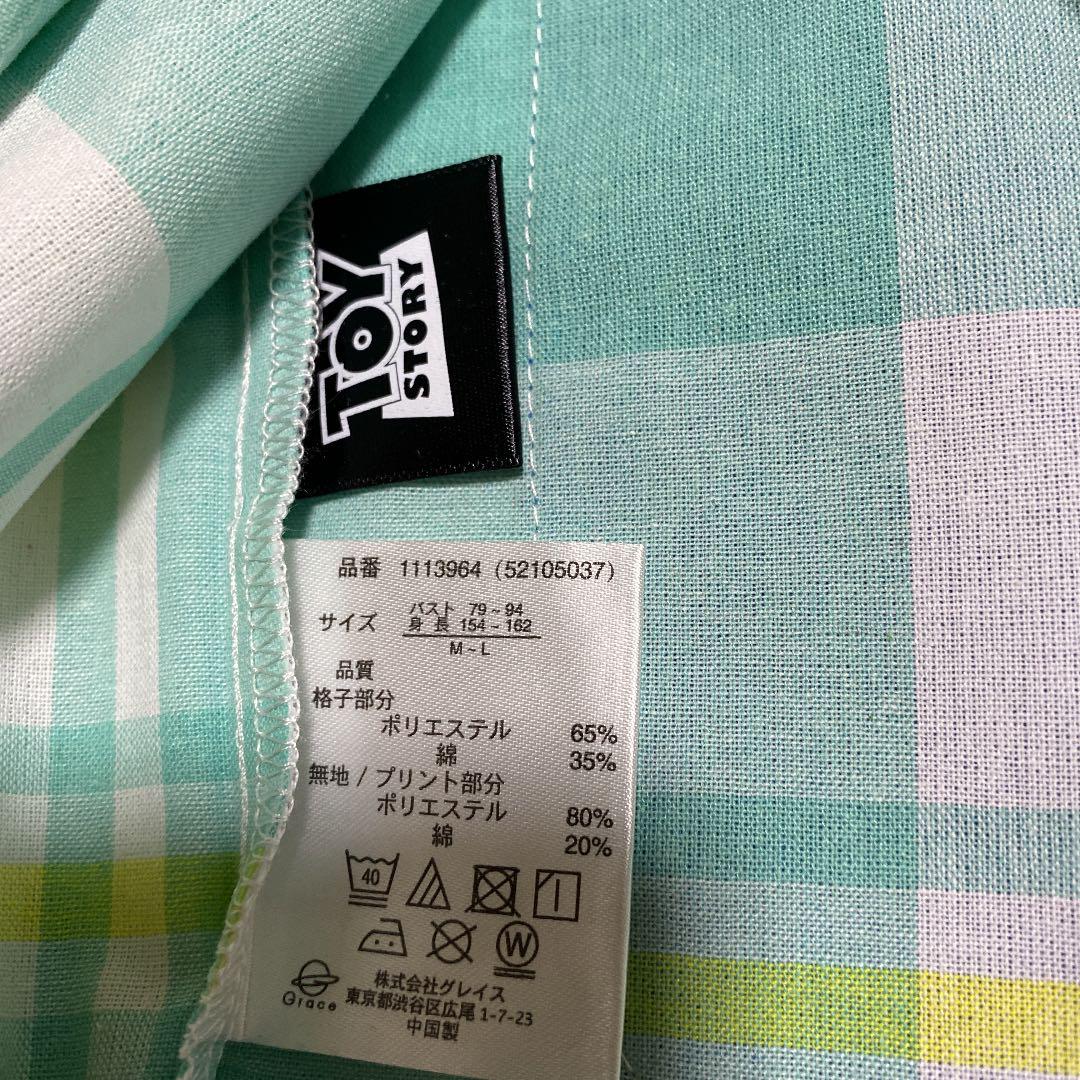 TOY
STORY
品番 1113964 (52105037)
サイズ バスト 79~94
身長 154~162
M~L
品質
格子部分
ポリエステル 65%
綿 35%
無地 / プリント部分
ポリエステル 80%
綿 20%
40
W
Grace
株式会社グレイス
東京都渋谷区広尾 1-7-23
中国製